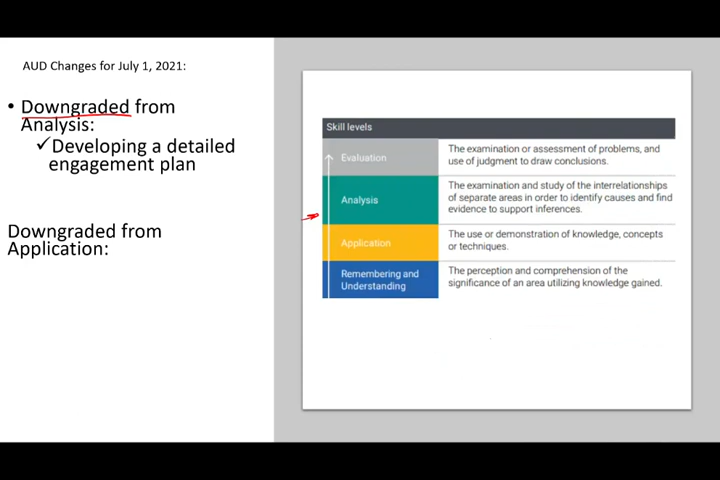 AUD Changes for July 1, 2021:
• Downgraded from
Analysis:
✓Developing a detailed
engagement plan
Downgraded from
Application:
Skill levels
Evaluation
The examination or assessment of problems, and
use of judgment to draw conclusions.
Analysis
The examination and study of the interrelationships
of separate areas in order to identify causes and find
evidence to support inferences.
Application
The use or demonstration of knowledge, concepts
or techniques.
Remembering and
Understanding
The perception and comprehension of the
significance of an area utilizing knowledge gained.